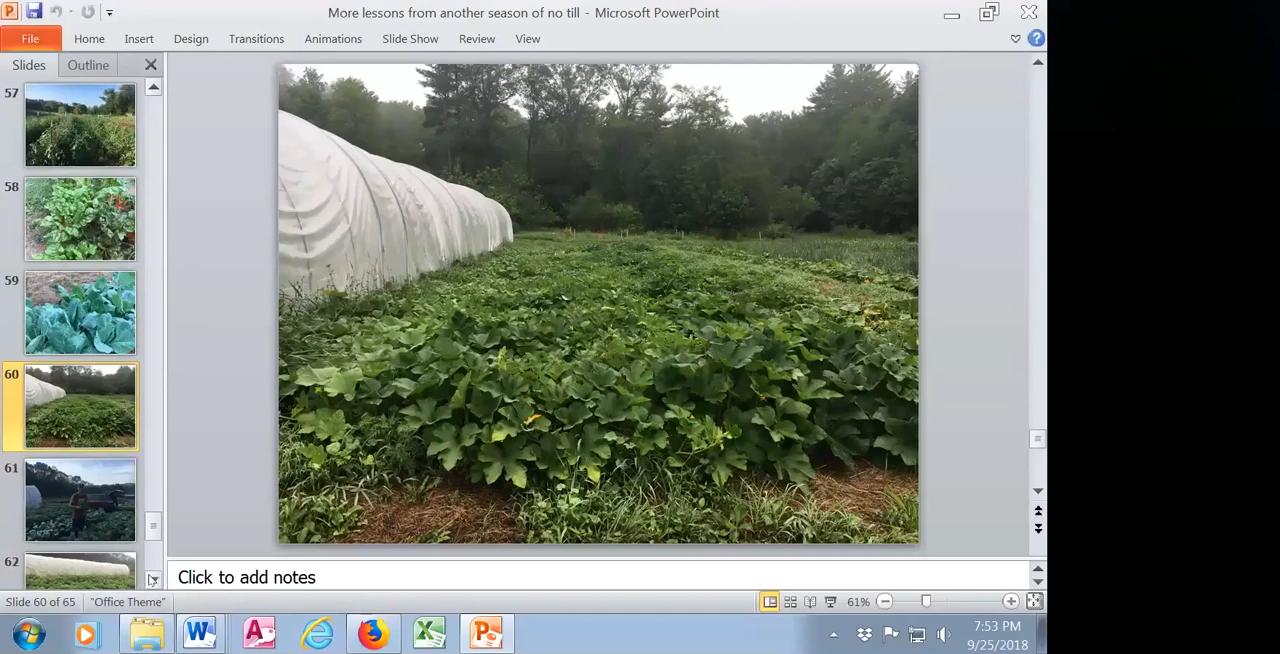 More lessons from another season of no till - Microsoft PowerPoint
File Home Insert Design Transitions Animations Slide Show Review View
Slides Outline
57
58
59
60
61
62
Click to add notes
Slide 60 of 65 "Office Theme" 61%
7:53 PM
9/25/2018